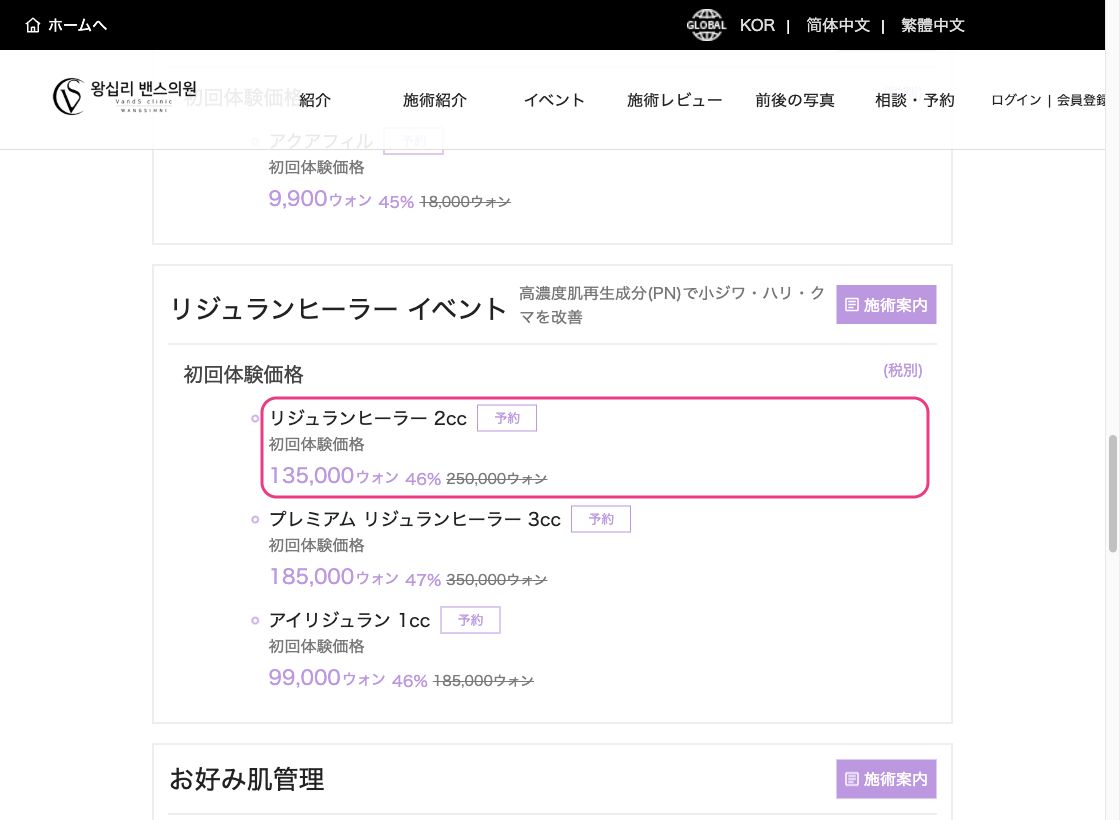 ホームへ
GLOBAL KOR | 简体中文 | 繁體中文
왕십리 밴스의원
VandS clinic
WANGSIMNI
紹介 施術紹介 イベント 施術レビュー 前後の写真 相談・予約 ログイン | 会員登録
初回体験価格
アクアフィル 予約
初回体験価格
9,900ウォン 45% 18,000ウォン
リジュランヒーラー イベント
高濃度肌再生成分(PN)で小ジワ・ハリ・ク
マを改善
施術案内
初回体験価格
(税別)
リジュランヒーラー 2cc 予約
初回体験価格
135,000ウォン 46% 250,000ウォン
プレミアム リジュランヒーラー 3cc 予約
初回体験価格
185,000ウォン 47% 350,000ウォン
アイリジュラン 1cc 予約
初回体験価格
99,000ウォン 46% 185,000ウォン
お好み肌管理
施術案内